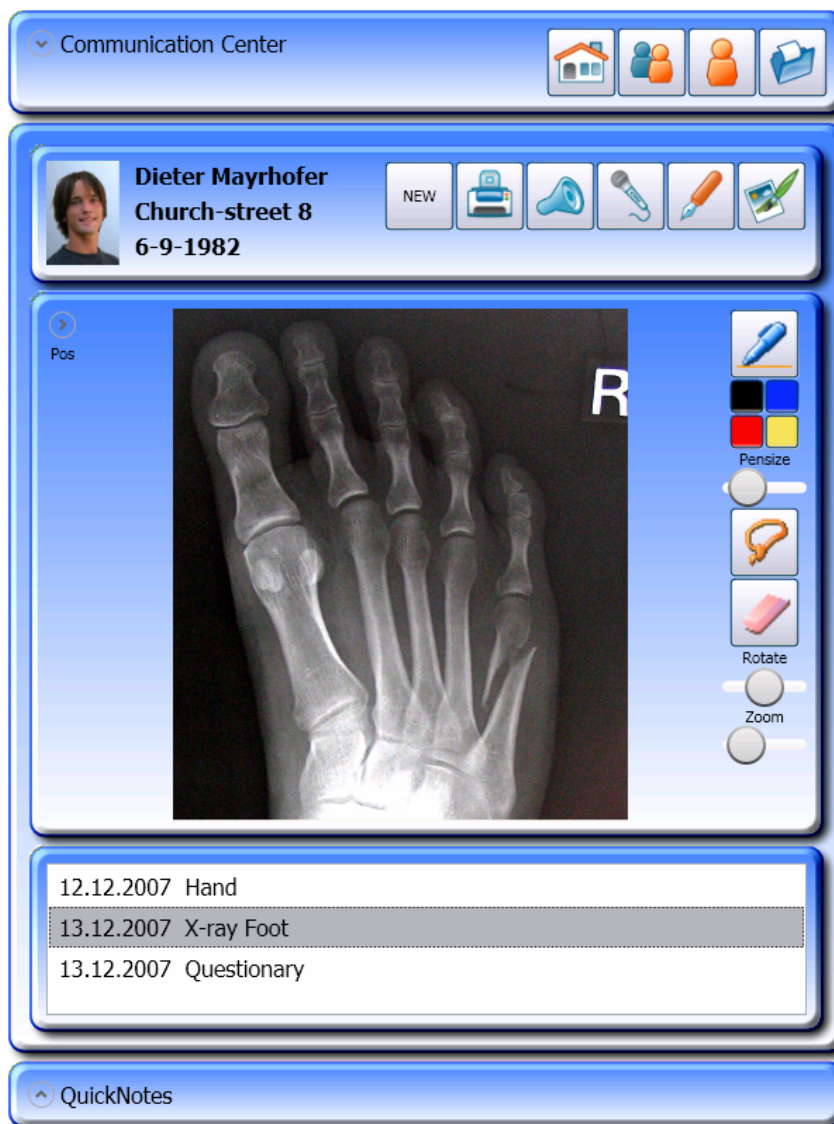 Communication Center
Dieter Mayrhofer
Church-street 8
6-9-1982
NEW
Pos
R
Pensize
Rotate
Zoom
12.12.2007 Hand
13.12.2007 X-ray Foot
13.12.2007 Questionary
QuickNotes